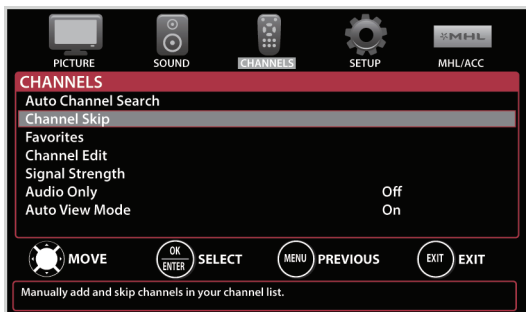 MHL
PICTURE SOUND CHANNELS SETUP MHL/ACC
CHANNELS
Auto Channel Search
Channel Skip
Favorites
Channel Edit
Signal Strength
Audio Only Off
Auto View Mode On
MOVE OK ENTER SELECT MENU PREVIOUS EXIT EXIT
Manually add and skip channels in your channel list.